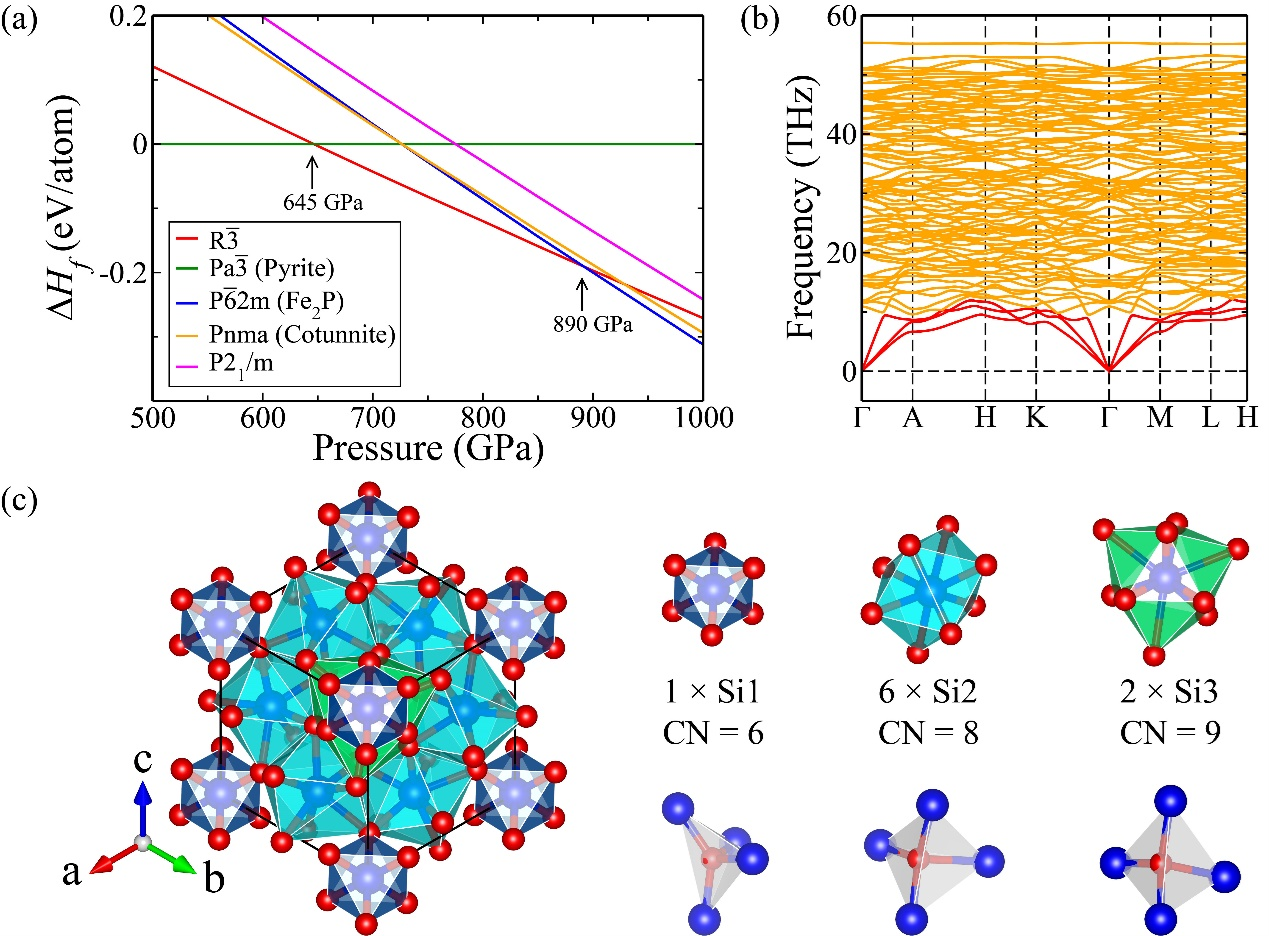 (a)
0.2
0
-0.2
ΔH_f (eV/atom)
645 GPa
890 GPa
R3̅
Pa3̅ (Pyrite)
P6̅2m (Fe₂P)
Pnma (Cotunnite)
P2₁/m
500 600 700 800 900 1000
Pressure (GPa)
(b)
60
40
20
0
Frequency (THz)
Γ A H K Γ M L H
(c)
c
a
b
1 × Si1
CN = 6
6 × Si2
CN = 8
2 × Si3
CN = 9